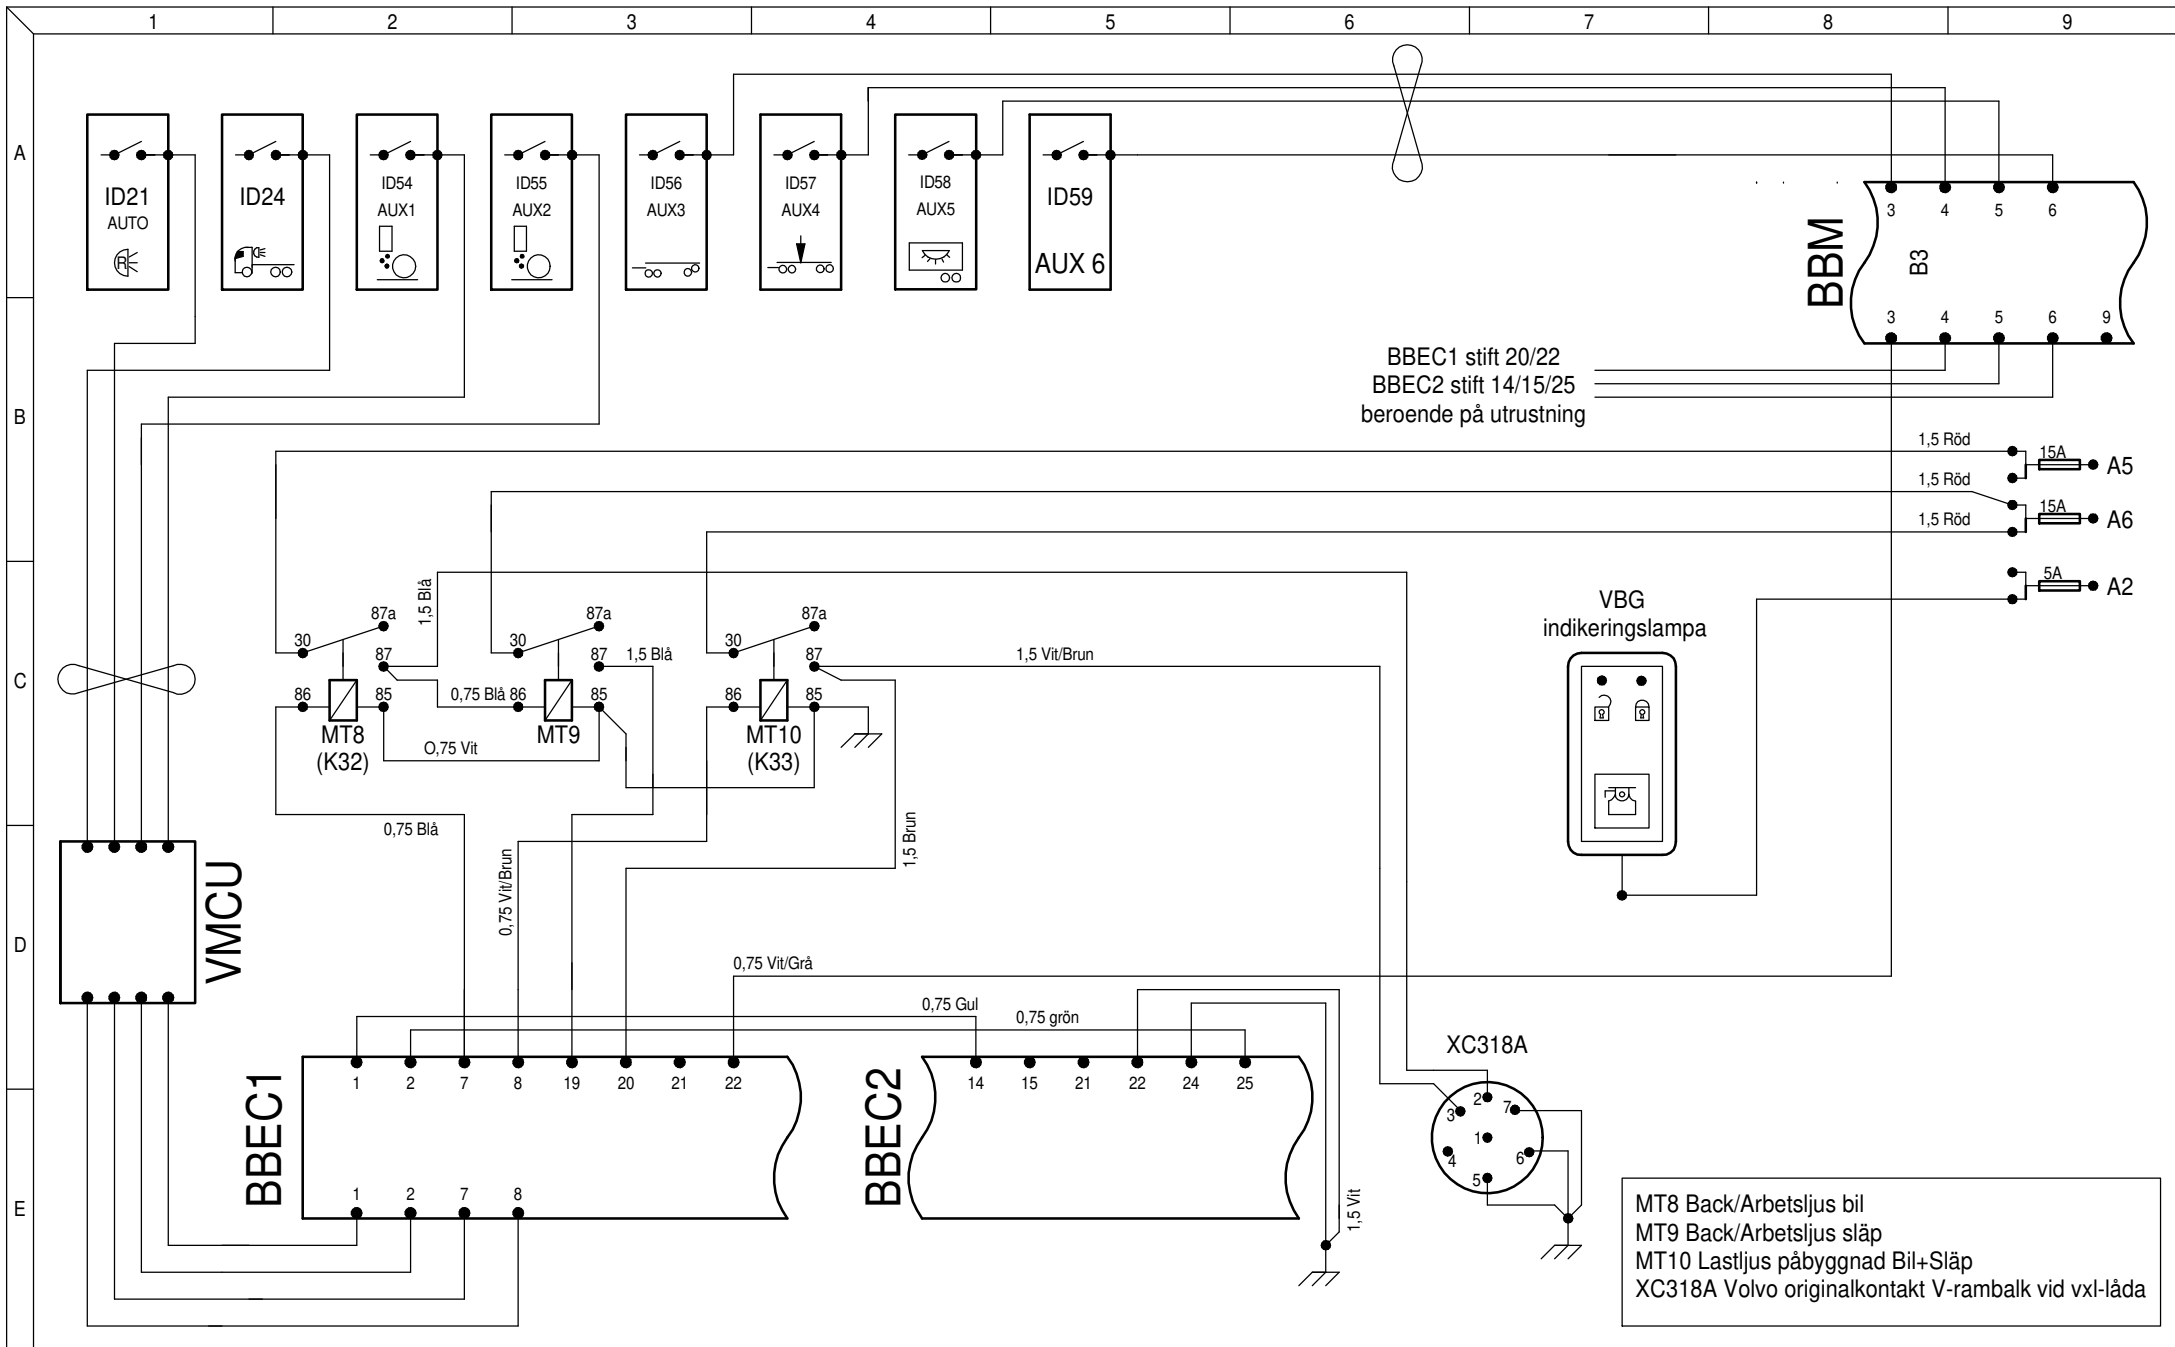 1 2 3 4 5 6 7 8 9
A
B
C
D
E
ID21
AUTO
R
ID24
ID54
AUX1
ID55
AUX2
ID56
AUX3
ID57
AUX4
ID58
AUX5
ID59
AUX 6
BBM
B3
3 4 5 6
3 4 5 6 9
BBEC1 stift 20/22
BBEC2 stift 14/15/25
beroende på utrustning
1,5 Röd
15A
A5
1,5 Röd
15A
A6
1,5 Röd
5A
A2
VBG
indikeringslampa
30 87a
87
86 85
MT8
(K32)
1,5 Blå
0,75 Blå
O,75 Vit
30 87a
87
86 85
MT9
1,5 Blå
30 87a
87
86 85
MT10
(K33)
1,5 Vit/Brun
0,75 Blå
0,75 Vit/Brun
1,5 Brun
VMCU
0,75 Vit/Grå
0,75 Gul
0,75 grön
BBEC1
1 2 7 8 19 20 21 22
1 2 7 8
BBEC2
14 15 21 22 24 25
1,5 Vit
XC318A
2
3
7
1
4
6
5
MT8 Back/Arbetsljus bil
MT9 Back/Arbetsljus släp
MT10 Lastljus påbyggnad Bil+Släp
XC318A Volvo originalkontakt V-rambalk vid vxl-låda